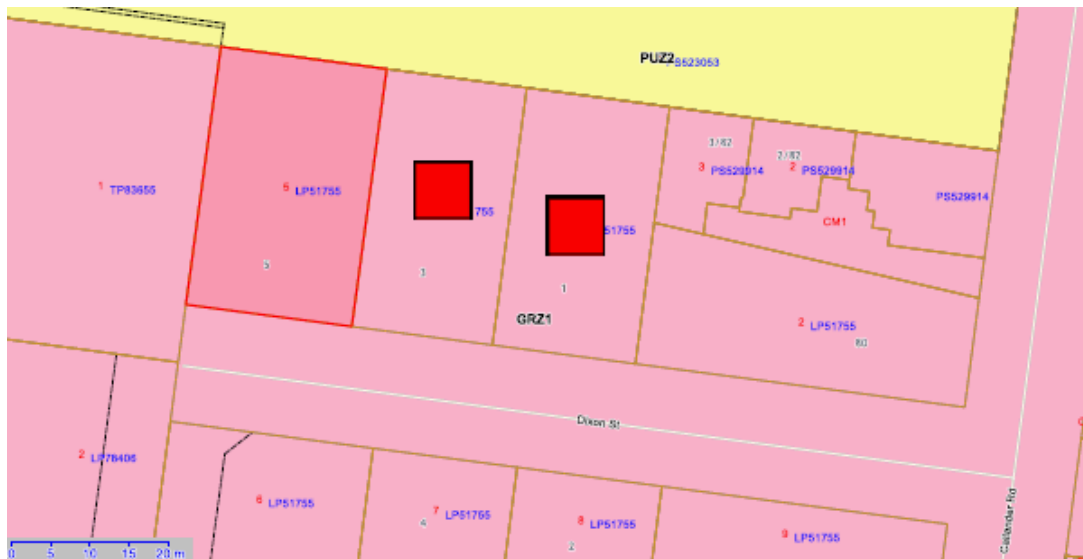 PUZ2
S523053
3 / 82
2 / 82
3 PS529914
2 PS529914
1 TP83655
5 LP51755
755
PS529914
51755
CM1
5
3
1
GRZ1
2 LP51755
80
Dixon St
2 LP78406
6 LP51755
7 LP51755
4
8 LP51755
2
9 LP51755
Callander Rd
0 5 10 15 20 m